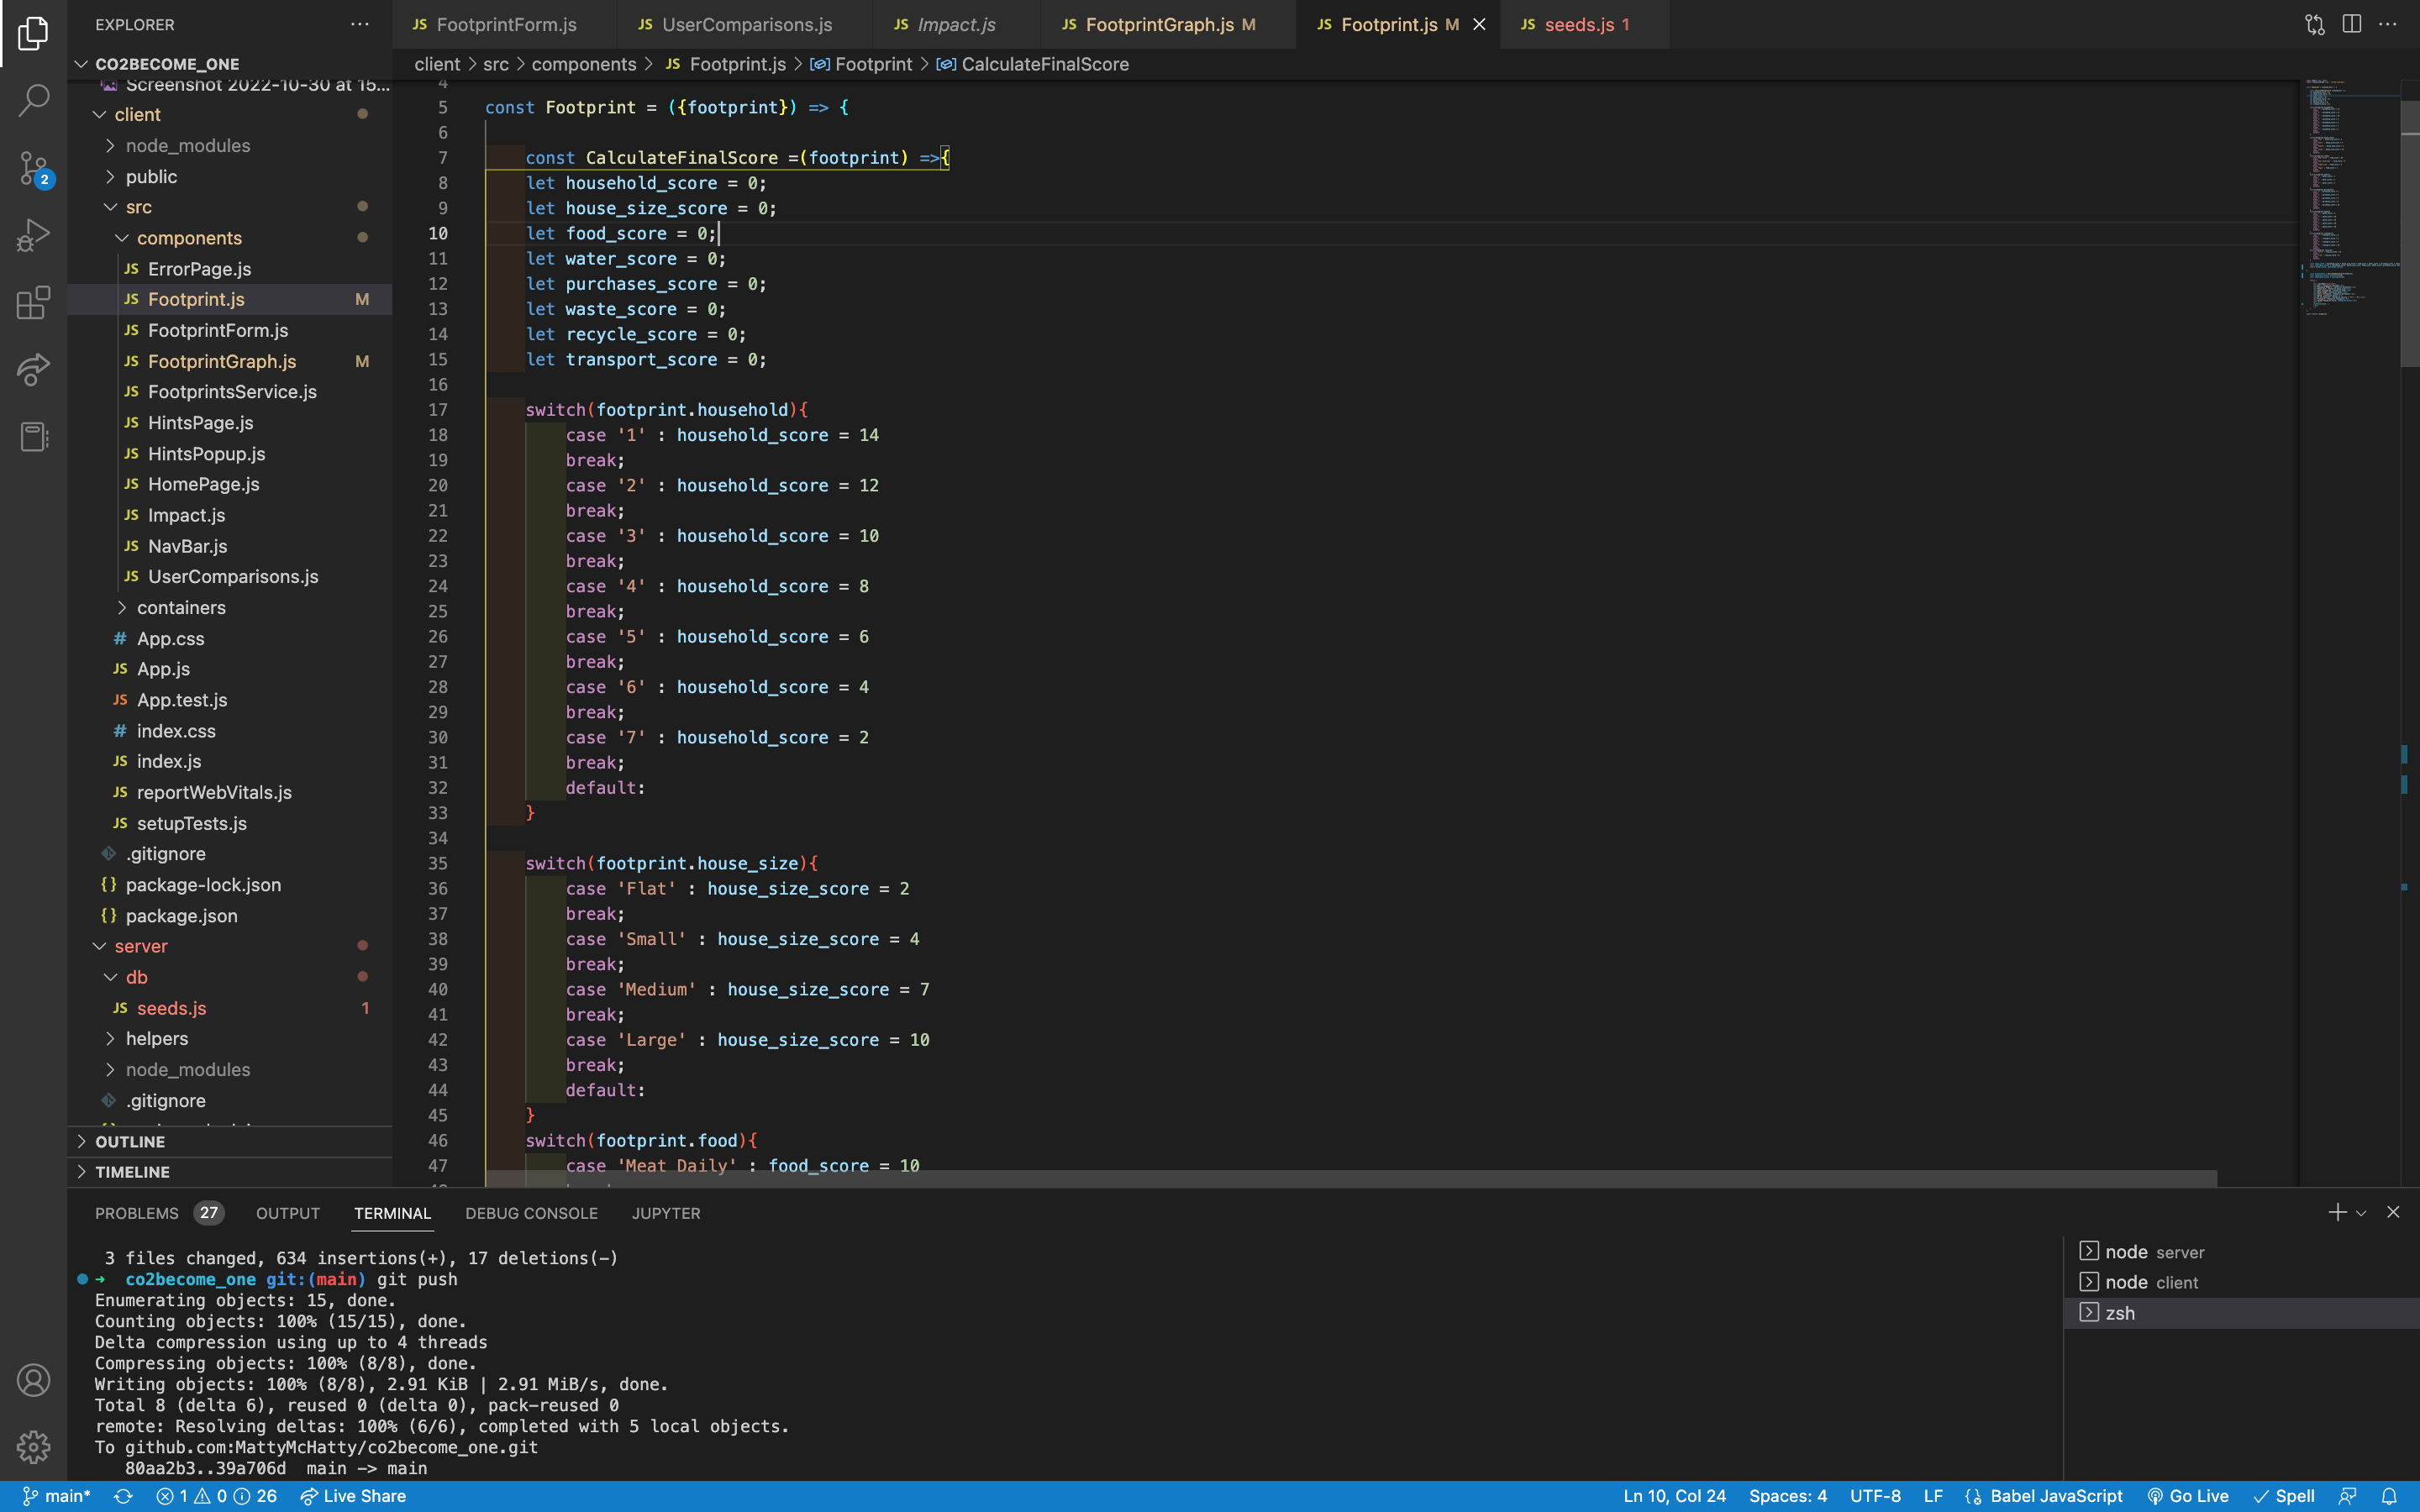 EXPLORER
CO2BECOME_ONE
Screenshot 2022-10-30 at 15...
client
node_modules
public
src
components
JS ErrorPage.js
JS Footprint.js M
JS FootprintForm.js
JS FootprintGraph.js M
JS FootprintsService.js
JS HintsPage.js
JS HintsPopup.js
JS HomePage.js
JS Impact.js
JS NavBar.js
JS UserComparisons.js
containers
# App.css
JS App.js
JS App.test.js
# index.css
JS index.js
JS reportWebVitals.js
JS setupTests.js
.gitignore
{} package-lock.json
{} package.json
server
db
JS seeds.js 1
helpers
node_modules
.gitignore
OUTLINE
TIMELINE
2
JS FootprintForm.js JS UserComparisons.js JS Impact.js JS FootprintGraph.js M JS Footprint.js M JS seeds.js 1
client > src > components > JS Footprint.js > Footprint > CalculateFinalScore
4
5 const Footprint = ({footprint}) => {
6
7 const CalculateFinalScore =(footprint) =>{
8 let household_score = 0;
9 let house_size_score = 0;
10 let food_score = 0;
11 let water_score = 0;
12 let purchases_score = 0;
13 let waste_score = 0;
14 let recycle_score = 0;
15 let transport_score = 0;
16
17 switch(footprint.household){
18 case '1' : household_score = 14
19 break;
20 case '2' : household_score = 12
21 break;
22 case '3' : household_score = 10
23 break;
24 case '4' : household_score = 8
25 break;
26 case '5' : household_score = 6
27 break;
28 case '6' : household_score = 4
29 break;
30 case '7' : household_score = 2
31 break;
32 default:
33 }
34
35 switch(footprint.house_size){
36 case 'Flat' : house_size_score = 2
37 break;
38 case 'Small' : house_size_score = 4
39 break;
40 case 'Medium' : house_size_score = 7
41 break;
42 case 'Large' : house_size_score = 10
43 break;
44 default:
45 }
46 switch(footprint.food){
47 case 'Meat Daily' : food_score = 10
PROBLEMS 27 OUTPUT TERMINAL DEBUG CONSOLE JUPYTER
3 files changed, 634 insertions(+), 17 deletions(-)
➜ co2become_one git:(main) git push
Enumerating objects: 15, done.
Counting objects: 100% (15/15), done.
Delta compression using up to 4 threads
Compressing objects: 100% (8/8), done.
Writing objects: 100% (8/8), 2.91 KiB | 2.91 MiB/s, done.
Total 8 (delta 6), reused 0 (delta 0), pack-reused 0
remote: Resolving deltas: 100% (6/6), completed with 5 local objects.
To github.com:MattyMcHatty/co2become_one.git
80aa2b3..39a706d main -> main
node server
node client
zsh
main* 1 0 26 Live Share Ln 10, Col 24 Spaces: 4 UTF-8 LF Babel JavaScript Go Live Spell